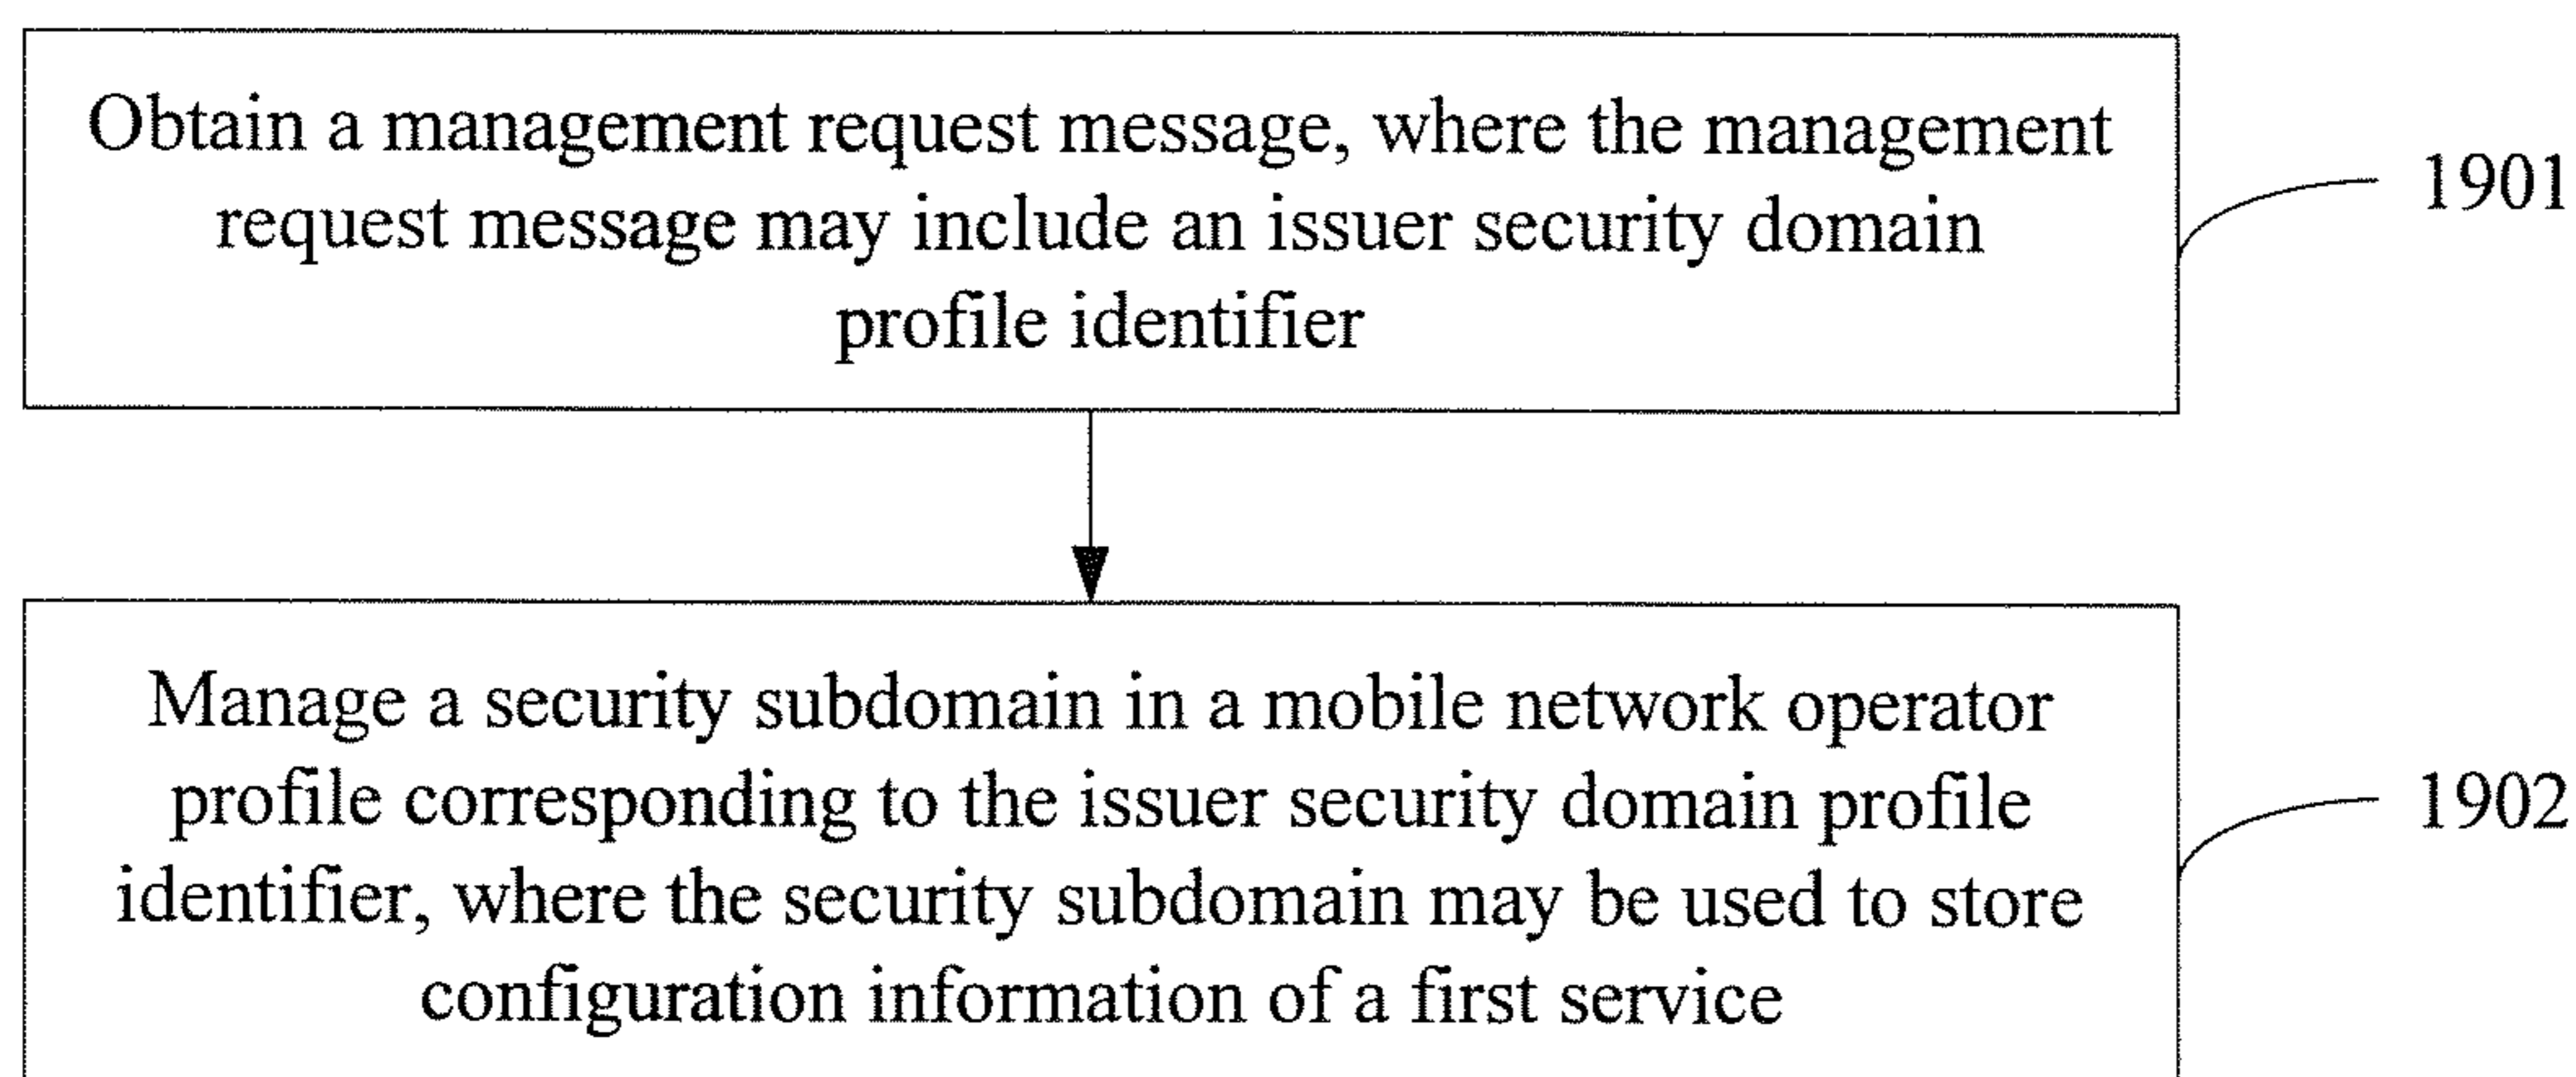 Obtain a management request message, where the management
request message may include an issuer security domain
profile identifier
1901
Manage a security subdomain in a mobile network operator
profile corresponding to the issuer security domain profile
identifier, where the security subdomain may be used to store
configuration information of a first service
1902